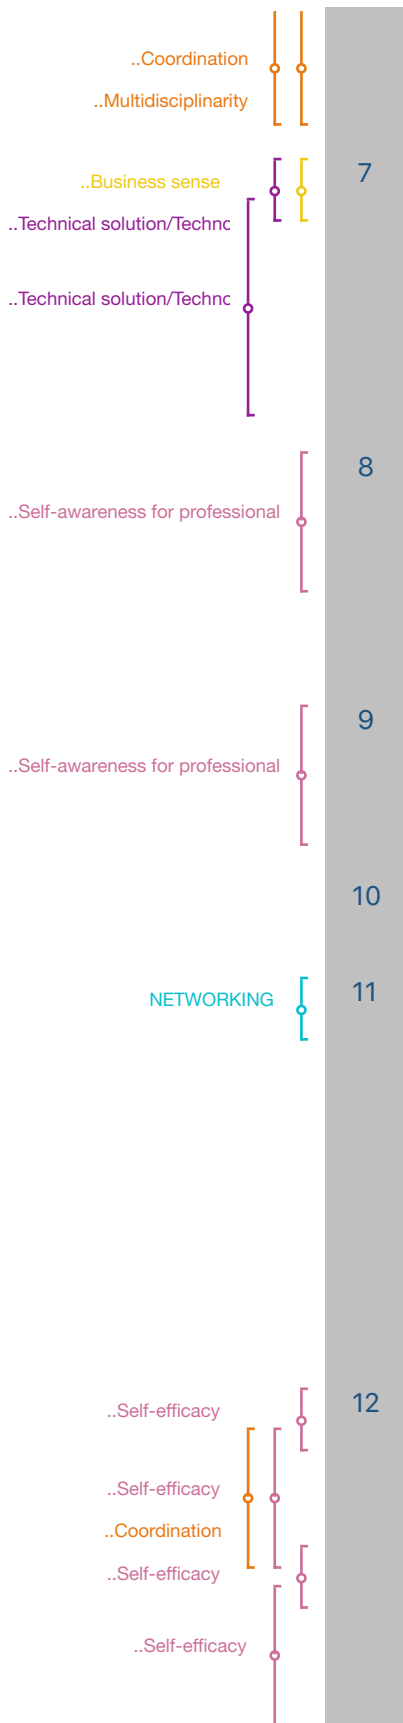 ..Coordination
..Multidisciplinarity
7
..Business sense
..Technical solution/Techno
..Technical solution/Techno
8
..Self-awareness for professional
9
..Self-awareness for professional
10
11
NETWORKING
12
..Self-efficacy
..Self-efficacy
..Coordination
..Self-efficacy
..Self-efficacy